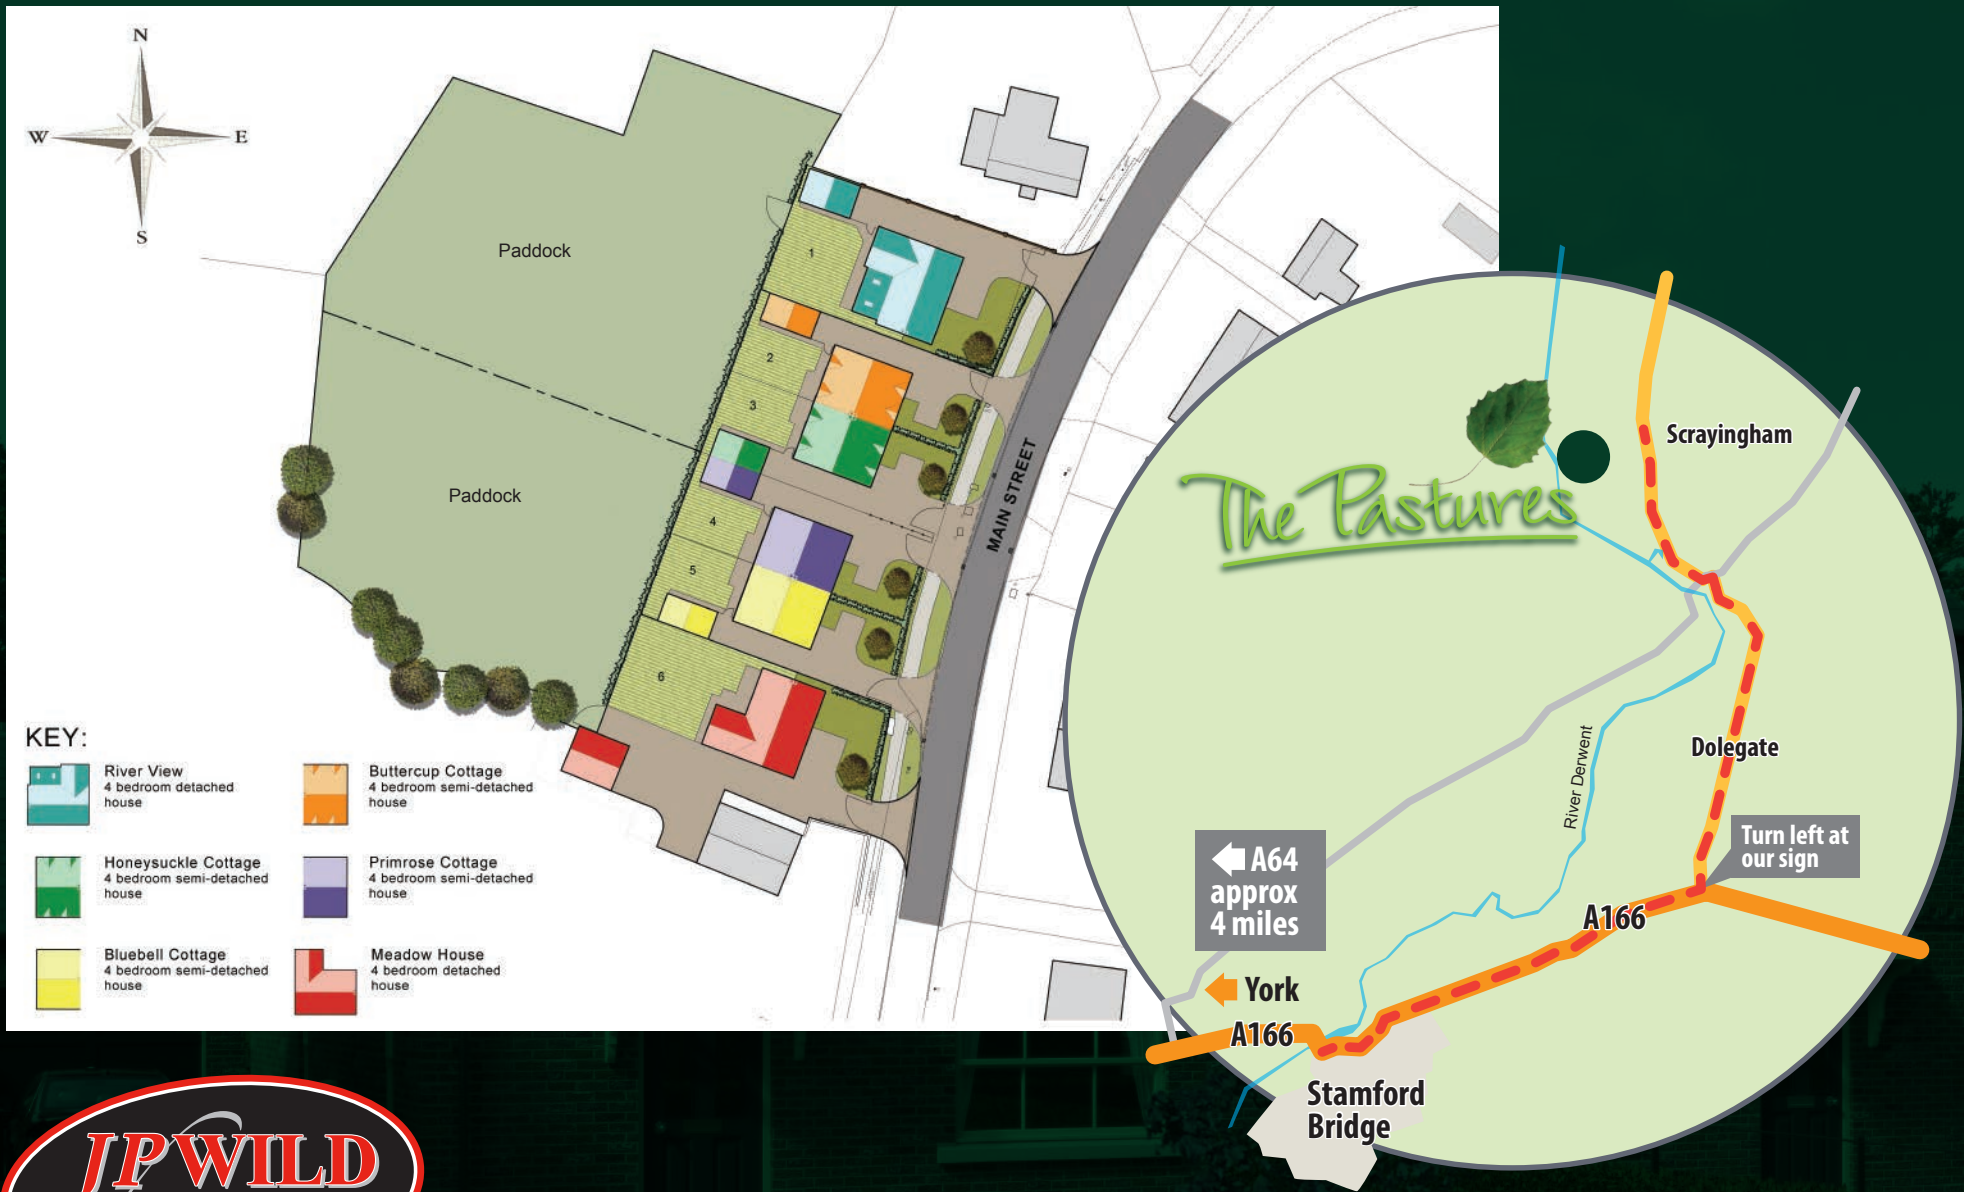 N
W
E
S
Paddock
Paddock
1
2
3
4
5
6
MAIN STREET
KEY:
River View
4 bedroom detached
house
Buttercup Cottage
4 bedroom semi-detached
house
Honeysuckle Cottage
4 bedroom semi-detached
house
Primrose Cottage
4 bedroom semi-detached
house
Bluebell Cottage
4 bedroom semi-detached
house
Meadow House
4 bedroom detached
house
The Pastures
Scrayingham
River Derwent
Dolegate
Turn left at
our sign
A64
approx
4 miles
A166
York
A166
Stamford
Bridge
JPWILD